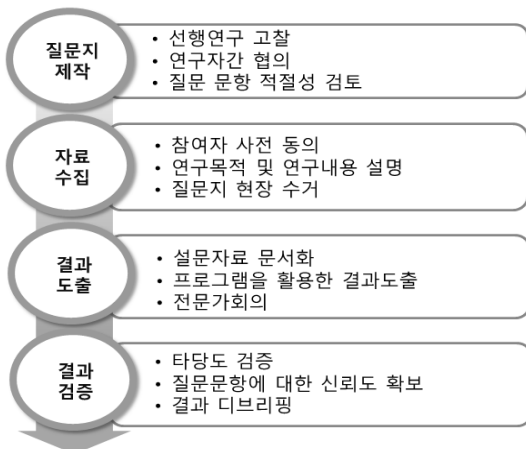 질문지
제작
• 선행연구 고찰
• 연구자간 협의
• 질문 문항 적절성 검토
자료
수집
• 참여자 사전 동의
• 연구목적 및 연구내용 설명
• 질문지 현장 수거
결과
도출
• 설문자료 문서화
• 프로그램을 활용한 결과도출
• 전문가회의
결과
검증
• 타당도 검증
• 질문문항에 대한 신뢰도 확보
• 결과 디브리핑